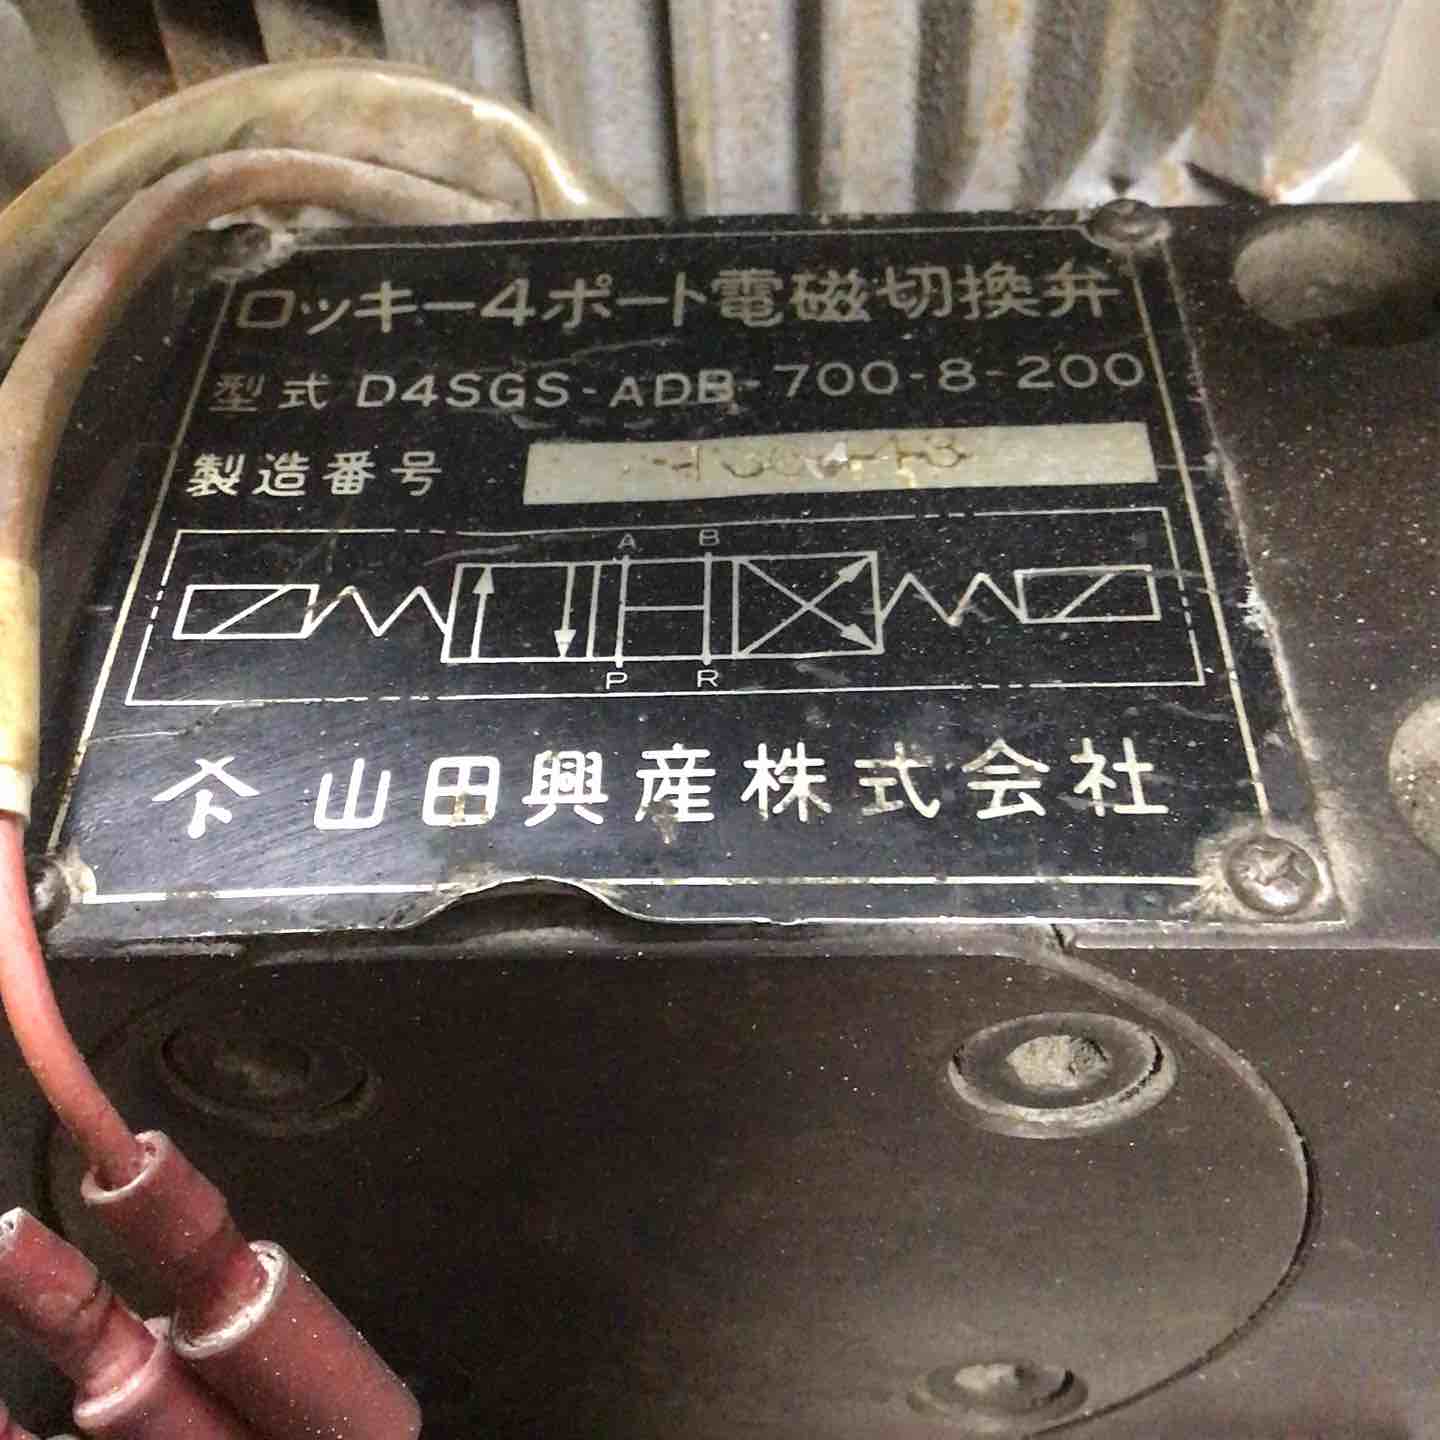 ロッキー4ポート電磁切換弁
型式 D4SGS-ADB-700-8-200
製造番号
A B
P R
山田興産株式会社